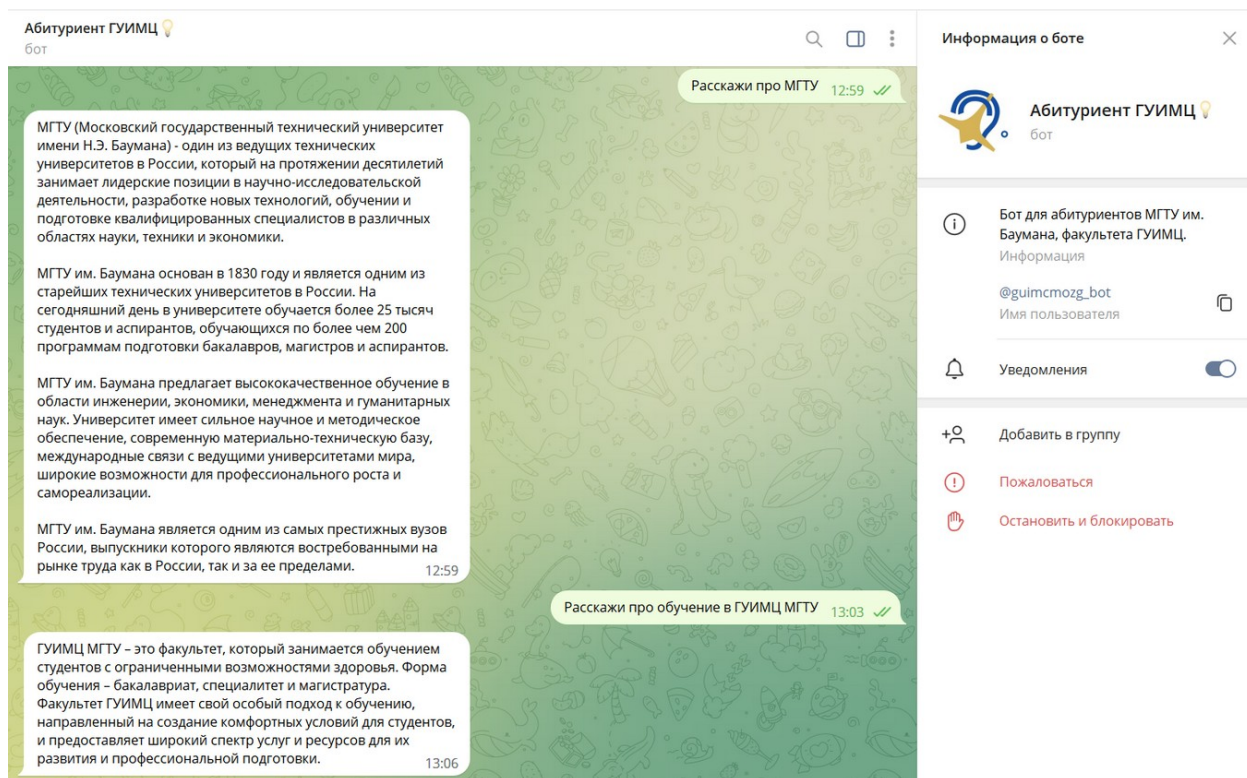 Абитуриент ГУИМЦ💡
бот
Расскажи про МГТУ 12:59
МГТУ (Московский государственный технический университет
имени Н.Э. Баумана) - один из ведущих технических
университетов в России, который на протяжении десятилетий
занимает лидерские позиции в научно-исследовательской
деятельности, разработке новых технологий, обучении и
подготовке квалифицированных специалистов в различных
областях науки, техники и экономики.
МГТУ им. Баумана основан в 1830 году и является одним из
старейших технических университетов в России. На
сегодняшний день в университете обучается более 25 тысяч
студентов и аспирантов, обучающихся по более чем 200
программам подготовки бакалавров, магистров и аспирантов.
МГТУ им. Баумана предлагает высококачественное обучение в
области инженерии, экономики, менеджмента и гуманитарных
наук. Университет имеет сильное научное и методическое
обеспечение, современную материально-техническую базу,
международные связи с ведущими университетами мира,
широкие возможности для профессионального роста и
самореализации.
МГТУ им. Баумана является одним из самых престижных вузов
России, выпускники которого являются востребованными на
рынке труда как в России, так и за ее пределами. 12:59
Расскажи про обучение в ГУИМЦ МГТУ 13:03
ГУИМЦ МГТУ – это факультет, который занимается обучением
студентов с ограниченными возможностями здоровья. Форма
обучения – бакалавриат, специалитет и магистратура.
Факультет ГУИМЦ имеет свой особый подход к обучению,
направленный на создание комфортных условий для студентов,
и предоставляет широкий спектр услуг и ресурсов для их
развития и профессиональной подготовки. 13:06
Информация о боте
Абитуриент ГУИМЦ💡
бот
Бот для абитуриентов МГТУ им.
Баумана, факультета ГУИМЦ.
Информация
@guimcmozg_bot
Имя пользователя
Уведомления
Добавить в группу
Пожаловаться
Остановить и блокировать